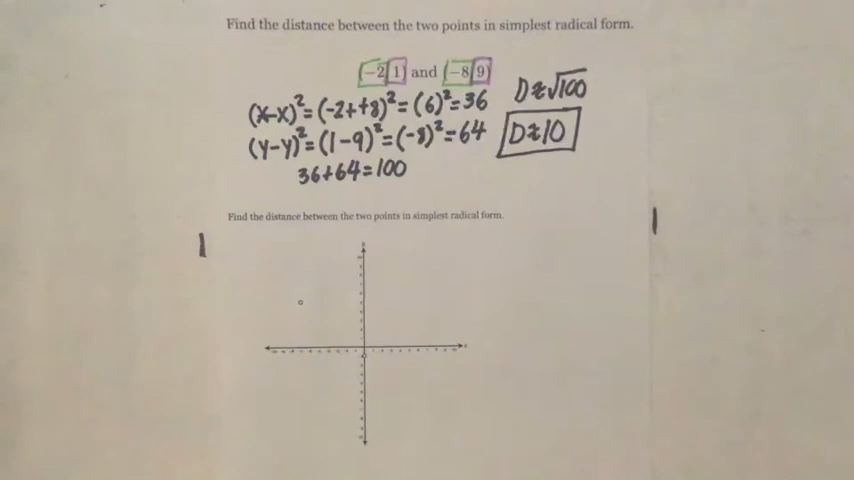 Find the distance between the two points in simplest radical form.
(-2, 1) and (-8, 9)
(x-x)²=(-2++8)²=(6)²=36
D≈√100
(y-y)²=(1-9)²=(-8)²=64
D≈10
36+64=100
Find the distance between the two points in simplest radical form.
1
1